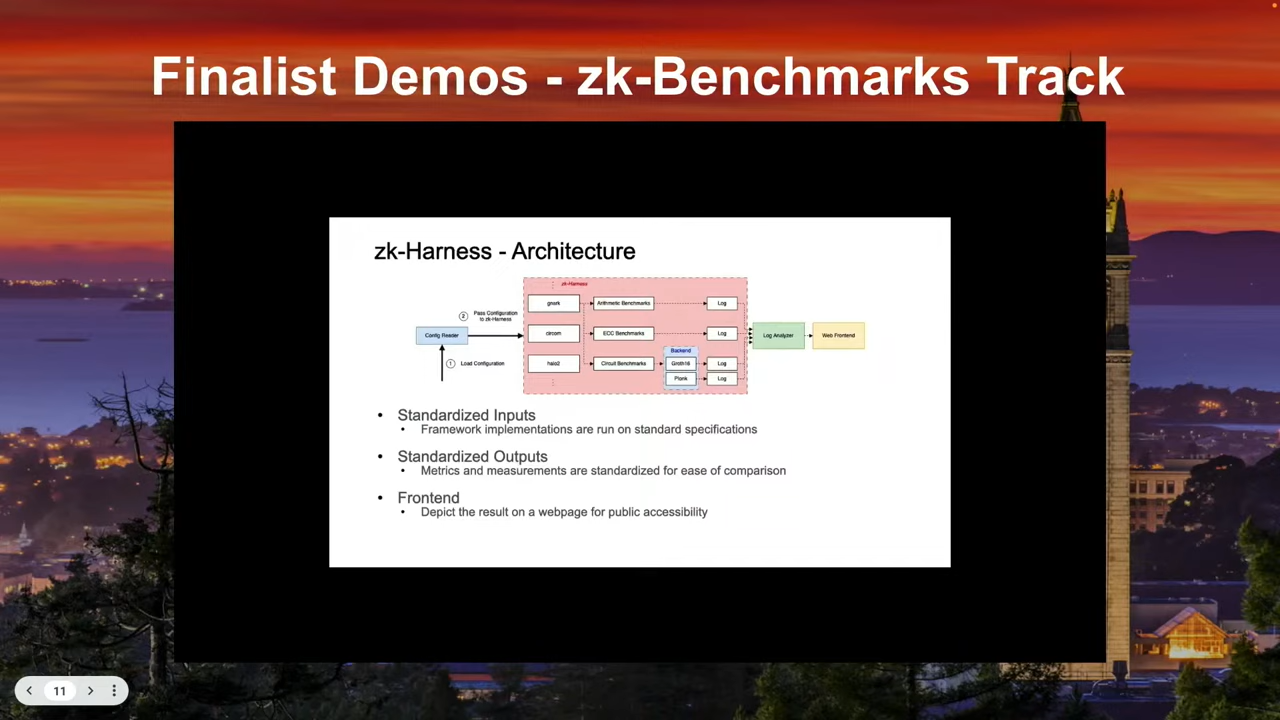 Finalist Demos - zk-Benchmarks Track
zk-Harness - Architecture
zk-Harness
gnark
Arithmetic Benchmarks
Log
2
Pass Configuration
to zk-Harness
Config Reader
circom
ECC Benchmarks
Log
Log Analyzer
Web Frontend
Backend
1
Load Configuration
halo2
Circuit Benchmarks
Groth16
Log
Plonk
Log
• Standardized Inputs
• Framework implementations are run on standard specifications
• Standardized Outputs
• Metrics and measurements are standardized for ease of comparison
• Frontend
• Depict the result on a webpage for public accessibility
11